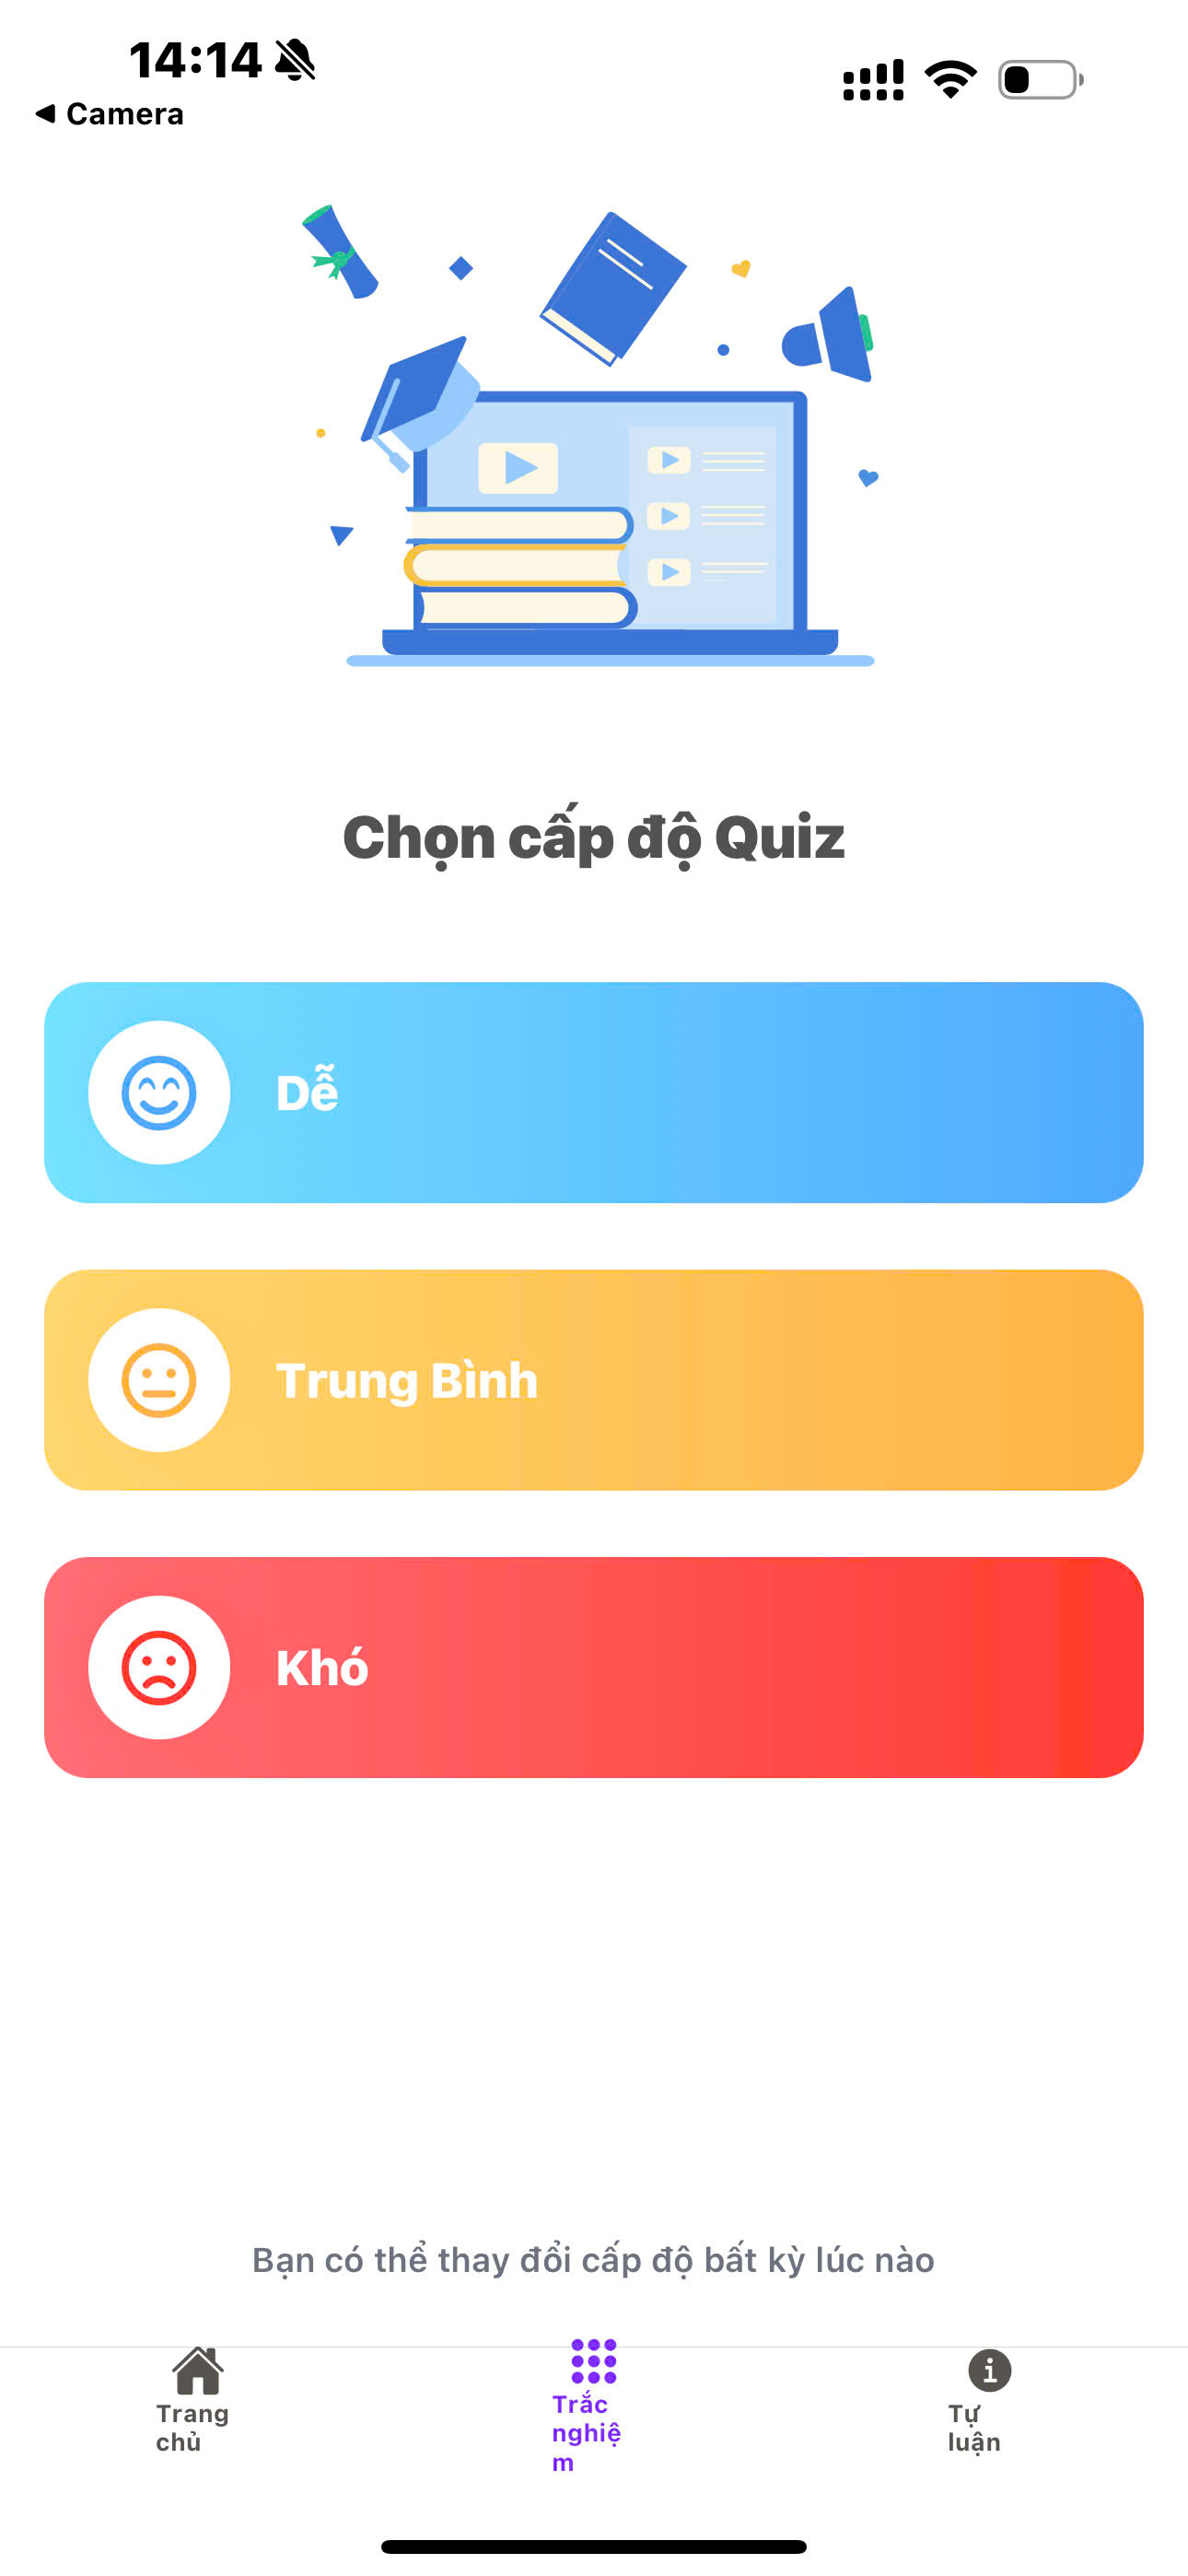 14:14
Camera
Chọn cấp độ Quiz
Dễ
Trung Bình
Khó
Bạn có thể thay đổi cấp độ bất kỳ lúc nào
Trang
chủ
Trắc
nghiệ
m
Tự
luận